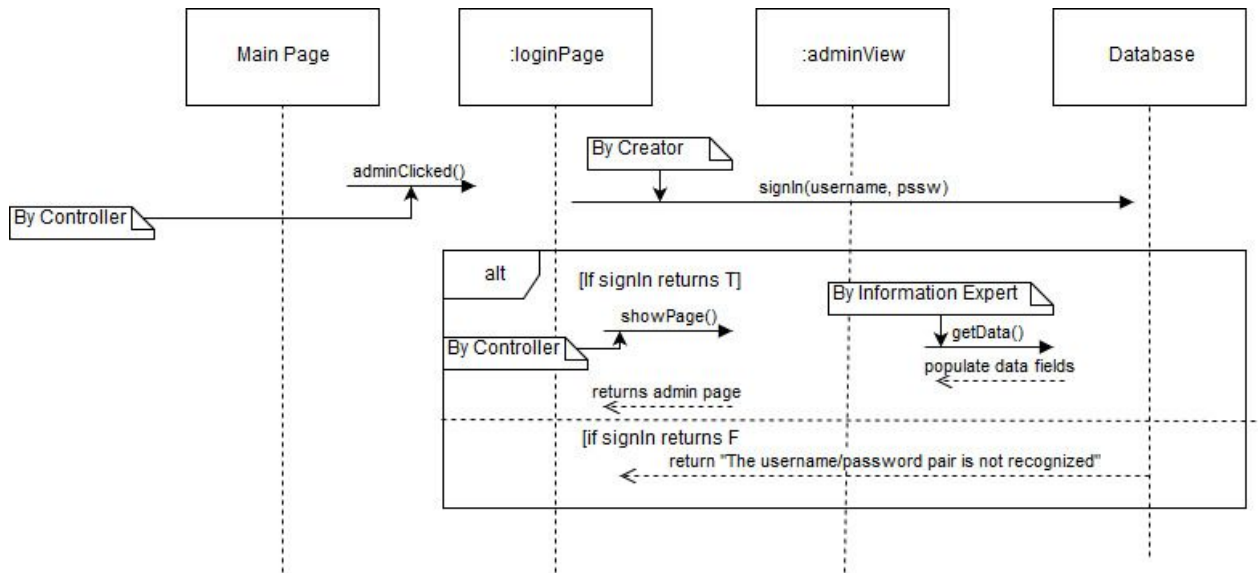 Main Page
:loginPage
:adminView
Database
By Creator
adminClicked()
signIn(username, pssw)
By Controller
alt
[If signIn returns T]
By Information Expert
showPage()
getData()
By Controller
populate data fields
returns admin page
[if signIn returns F
return "The username/password pair is not recognized"